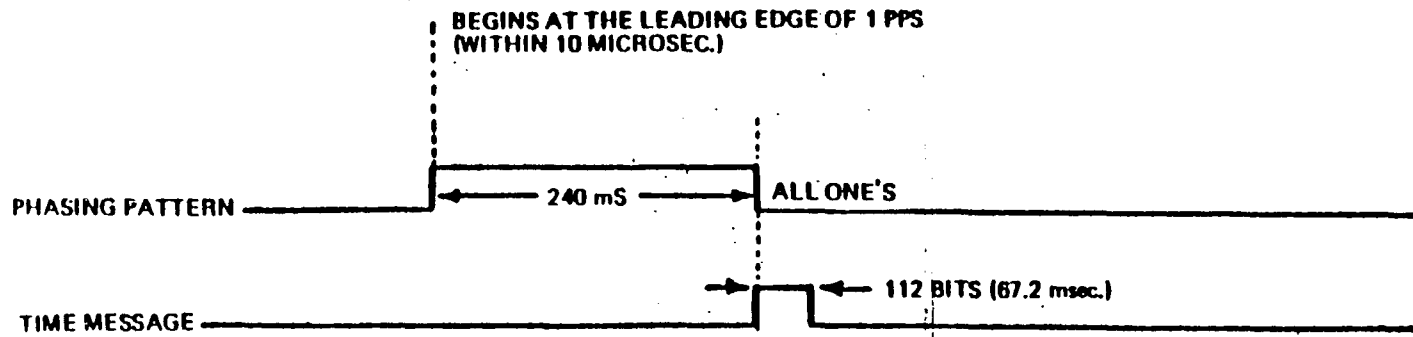 BEGINS AT THE LEADING EDGE OF 1 PPS
(WITHIN 10 MICROSEC.)
240 mS
ALL ONE'S
PHASING PATTERN
112 BITS (67.2 msec.)
TIME MESSAGE